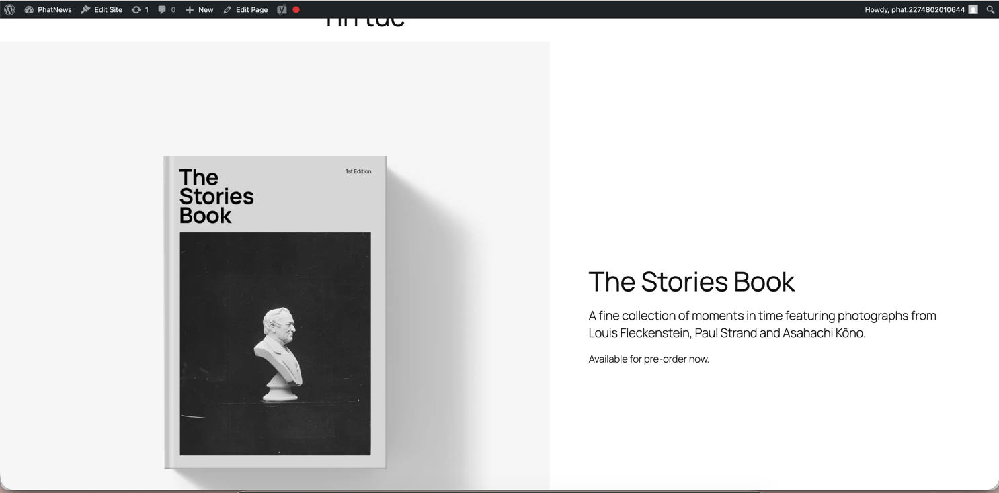 PhatNews Edit Site 1 0 New Edit Page Howdy, phat.2274802010644
The
Stories
Book
1st Edition
The Stories Book
A fine collection of moments in time featuring photographs from
Louis Fleckenstein, Paul Strand and Asahachi Kōno.
Available for pre-order now.